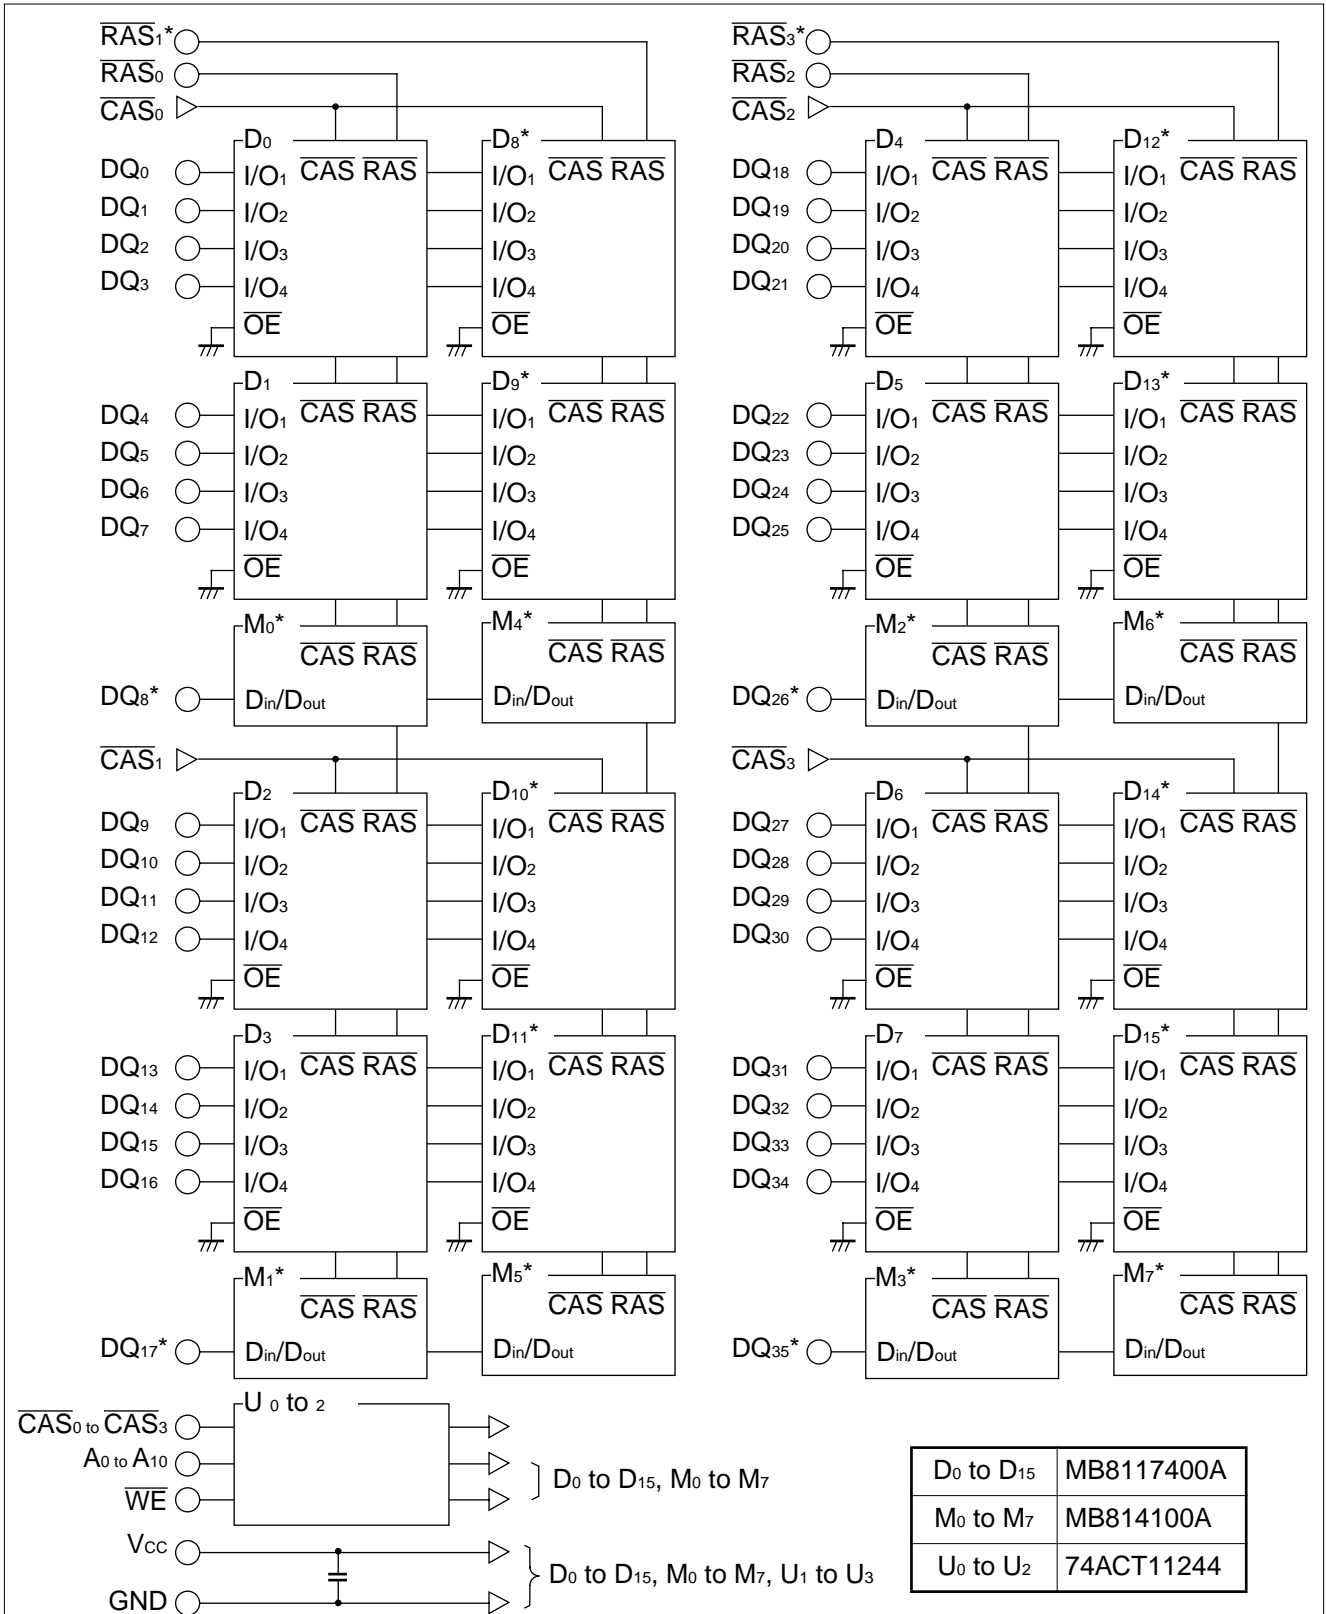 RAS1*
RAS0
CAS0
D0
CAS RAS
DQ0 I/O1
DQ1 I/O2
DQ2 I/O3
DQ3 I/O4
OE
D8*
CAS RAS
I/O1
I/O2
I/O3
I/O4
OE
D1
CAS RAS
DQ4 I/O1
DQ5 I/O2
DQ6 I/O3
DQ7 I/O4
OE
D9*
CAS RAS
I/O1
I/O2
I/O3
I/O4
OE
M0*
CAS RAS
DQ8* Din/Dout
M4*
CAS RAS
Din/Dout
CAS1
D2
CAS RAS
DQ9 I/O1
DQ10 I/O2
DQ11 I/O3
DQ12 I/O4
OE
D10*
CAS RAS
I/O1
I/O2
I/O3
I/O4
OE
D3
CAS RAS
DQ13 I/O1
DQ14 I/O2
DQ15 I/O3
DQ16 I/O4
OE
D11*
CAS RAS
I/O1
I/O2
I/O3
I/O4
OE
M1*
CAS RAS
DQ17* Din/Dout
M5*
CAS RAS
Din/Dout
RAS3*
RAS2
CAS2
D4
CAS RAS
DQ18 I/O1
DQ19 I/O2
DQ20 I/O3
DQ21 I/O4
OE
D12*
CAS RAS
I/O1
I/O2
I/O3
I/O4
OE
D5
CAS RAS
DQ22 I/O1
DQ23 I/O2
DQ24 I/O3
DQ25 I/O4
OE
D13*
CAS RAS
I/O1
I/O2
I/O3
I/O4
OE
M2*
CAS RAS
DQ26* Din/Dout
M6*
CAS RAS
Din/Dout
CAS3
D6
CAS RAS
DQ27 I/O1
DQ28 I/O2
DQ29 I/O3
DQ30 I/O4
OE
D14*
CAS RAS
I/O1
I/O2
I/O3
I/O4
OE
D7
CAS RAS
DQ31 I/O1
DQ32 I/O2
DQ33 I/O3
DQ34 I/O4
OE
D15*
CAS RAS
I/O1
I/O2
I/O3
I/O4
OE
M3*
CAS RAS
DQ35* Din/Dout
M7*
CAS RAS
Din/Dout
U 0 to 2
CAS0 to CAS3
A0 to A10
WE
D0 to D15, M0 to M7
VCC
GND
D0 to D15, M0 to M7, U1 to U3
D0 to D15 MB8117400A
M0 to M7 MB814100A
U0 to U2 74ACT11244